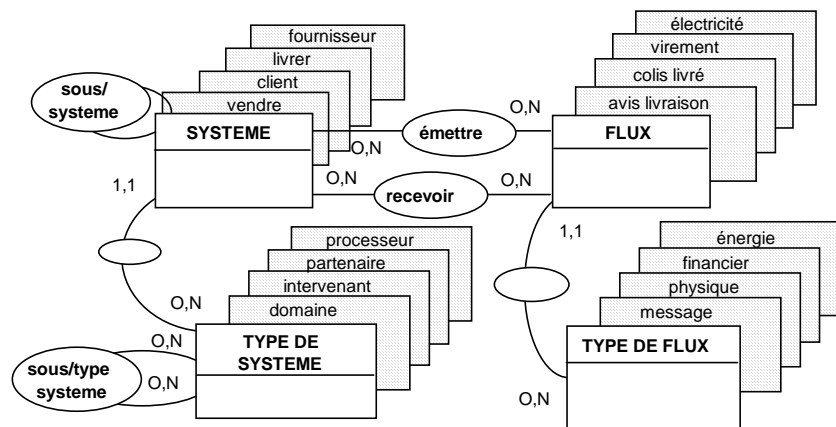 fournisseur
livrer
client
vendre
sous/
systeme
SYSTEME
O,N
émettre
O,N
électricité
virement
colis livré
avis livraison
FLUX
1,1
O,N
recevoir
O,N
1,1
processeur
partenaire
intervenant
domaine
O,N
TYPE DE
SYSTEME
O,N
O,N
sous/type
systeme
énergie
financier
physique
message
TYPE DE FLUX
O,N